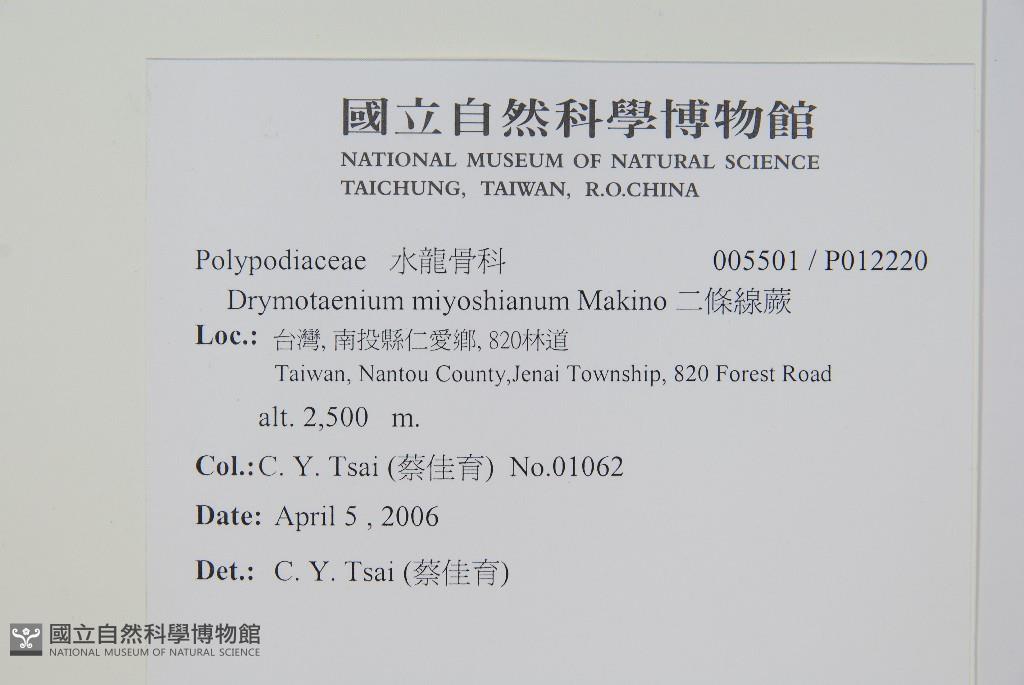 國立自然科學博物館
NATIONAL MUSEUM OF NATURAL SCIENCE
TAICHUNG, TAIWAN, R.O.CHINA
Polypodiaceae 水龍骨科 005501 / P012220
Drymotaenium miyoshianum Makino 二條線蕨
Loc.: 台灣, 南投縣仁愛鄉, 820林道
Taiwan, Nantou County,Jenai Township, 820 Forest Road
alt. 2,500 m.
Col.: C. Y. Tsai (蔡佳育) No.01062
Date: April 5 , 2006
Det.: C. Y. Tsai (蔡佳育)
國立自然科學博物館
NATIONAL MUSEUM OF NATURAL SCIENCE